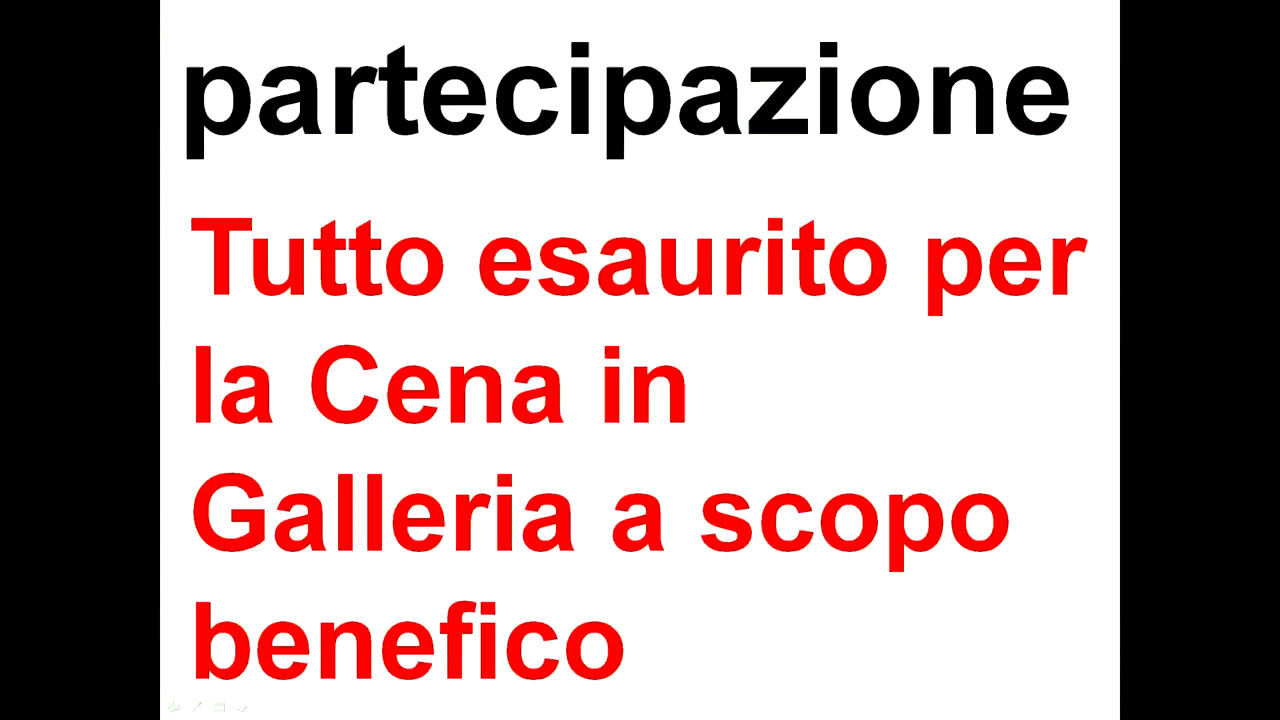 partecipazione
Tutto esaurito per
la Cena in
Galleria a scopo
benefico